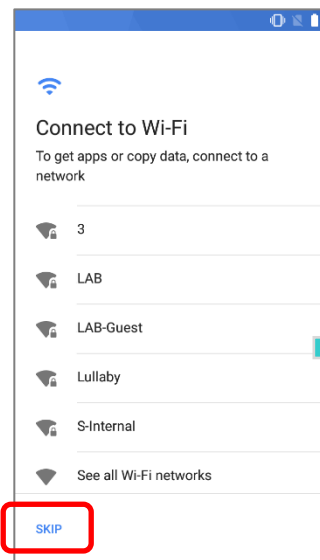 Connect to Wi-Fi
To get apps or copy data, connect to a
network
3
LAB
LAB-Guest
Lullaby
S-Internal
See all Wi-Fi networks
SKIP